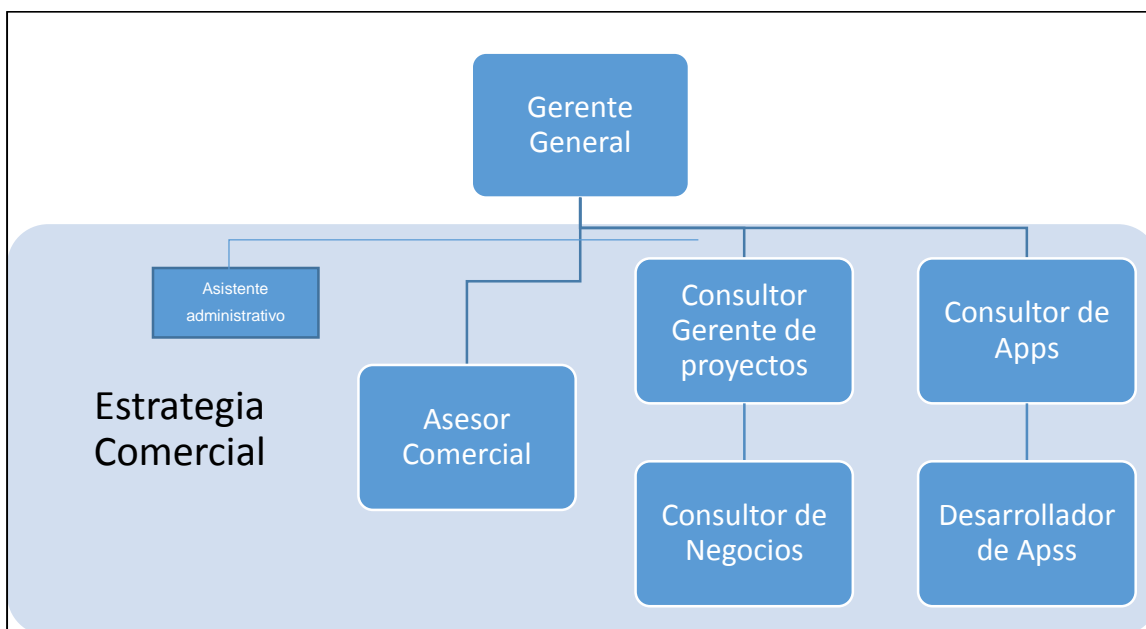 Gerente
General
Asistente
administrativo
Consultor
Gerente de
proyectos
Consultor de
Apps
Estrategia
Comercial
Asesor
Comercial
Consultor de
Negocios
Desarrollador
de Apss